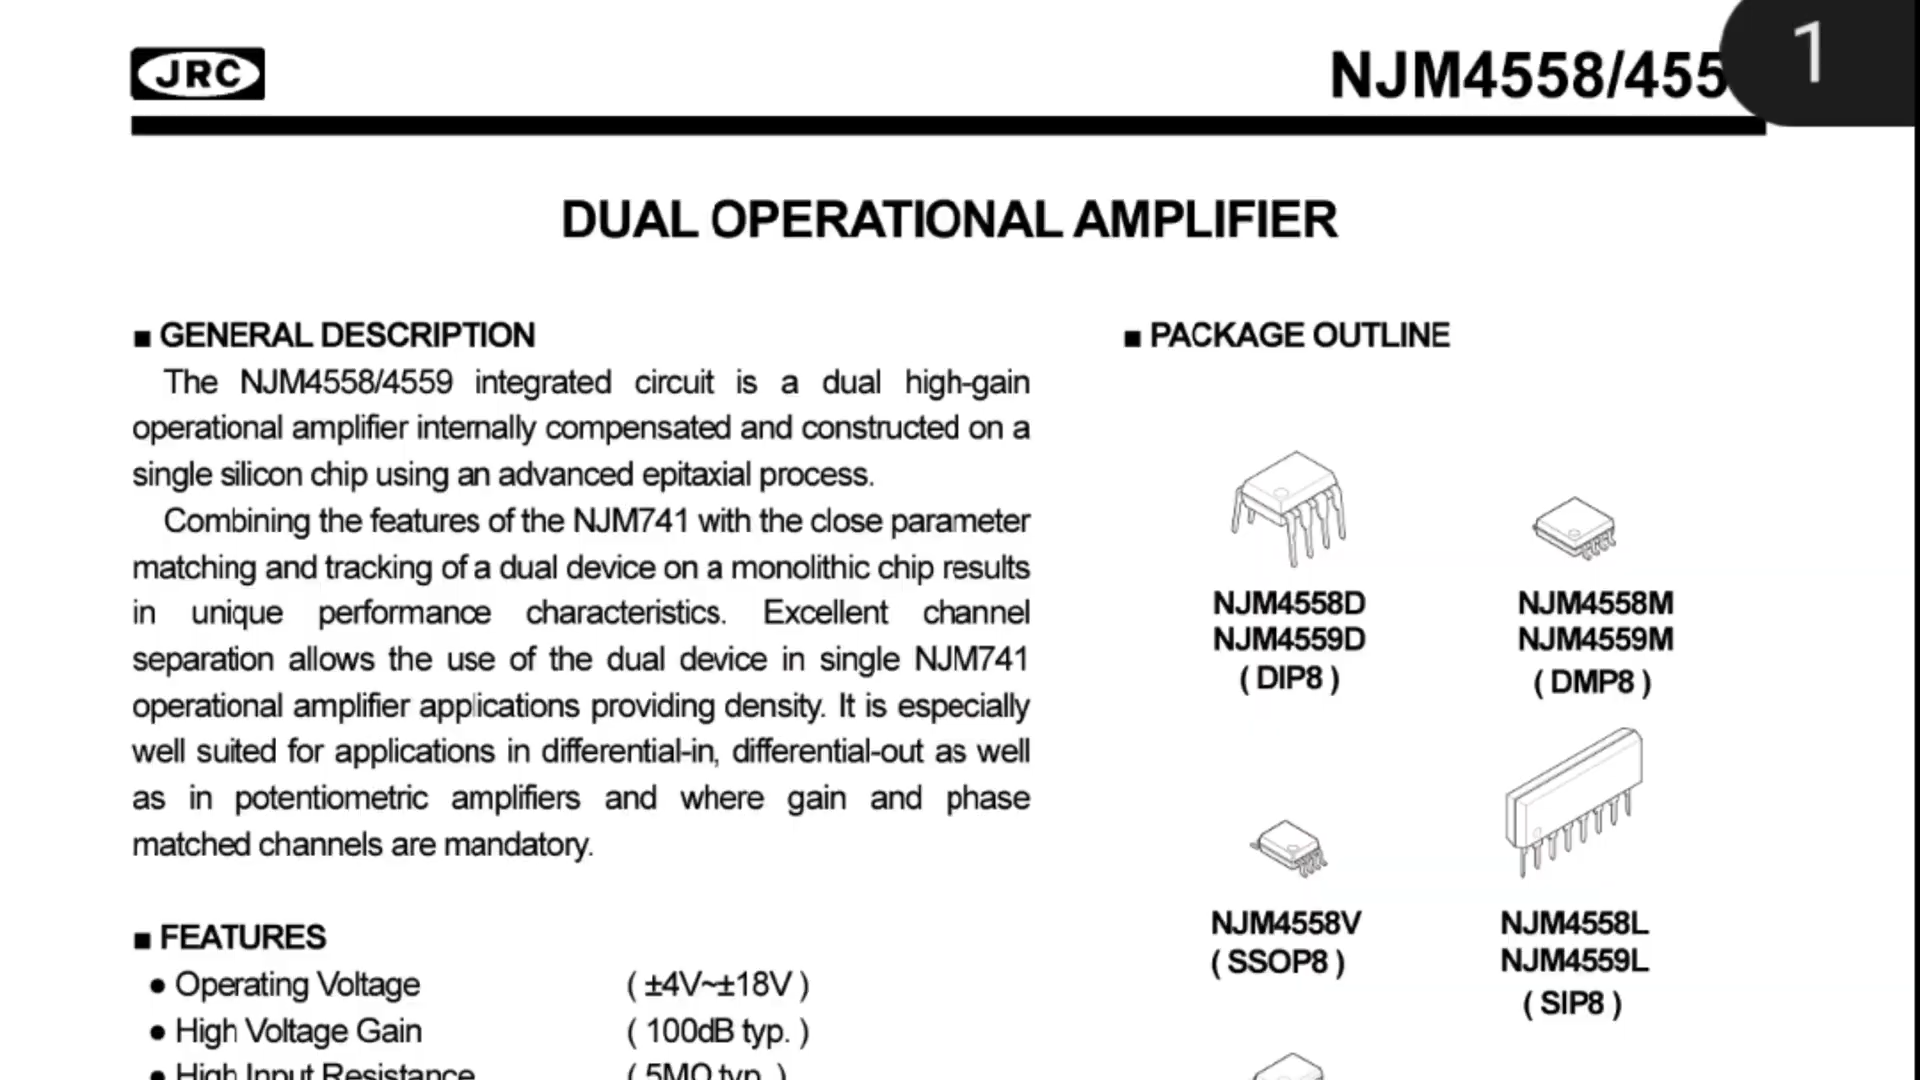 JRC
NJM4558/455
1
DUAL OPERATIONAL AMPLIFIER
■ GENERAL DESCRIPTION
The NJM4558/4559 integrated circuit is a dual high-gain
operational amplifier internally compensated and constructed on a
single silicon chip using an advanced epitaxial process.
Combining the features of the NJM741 with the close parameter
matching and tracking of a dual device on a monolithic chip results
in unique performance characteristics. Excellent channel
separation allows the use of the dual device in single NJM741
operational amplifier applications providing density. It is especially
well suited for applications in differential-in, differential-out as well
as in potentiometric amplifiers and where gain and phase
matched channels are mandatory.
■ FEATURES
● Operating Voltage ( ±4V~±18V )
● High Voltage Gain ( 100dB typ. )
● High Input Resistance ( 5MΩ typ. )
■ PACKAGE OUTLINE
NJM4558D
NJM4559D
( DIP8 )
NJM4558M
NJM4559M
( DMP8 )
NJM4558V
( SSOP8 )
NJM4558L
NJM4559L
( SIP8 )